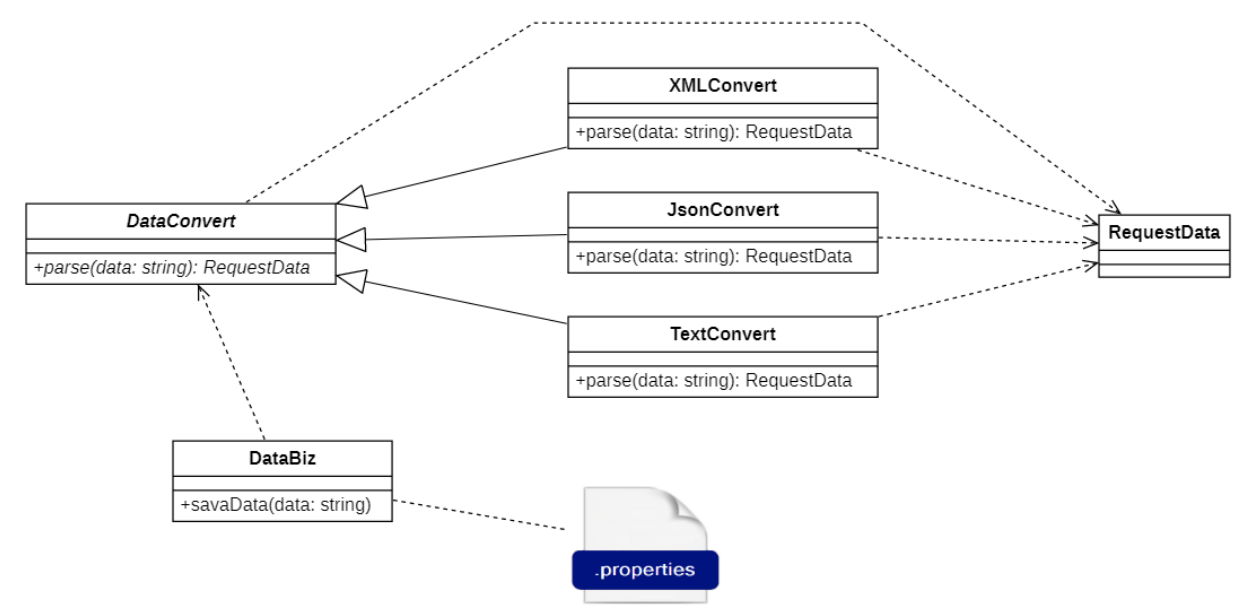 XMLConvert
+parse(data: string): RequestData
DataConvert
+parse(data: string): RequestData
JsonConvert
+parse(data: string): RequestData
RequestData
TextConvert
+parse(data: string): RequestData
DataBiz
+savaData(data: string)
.properties